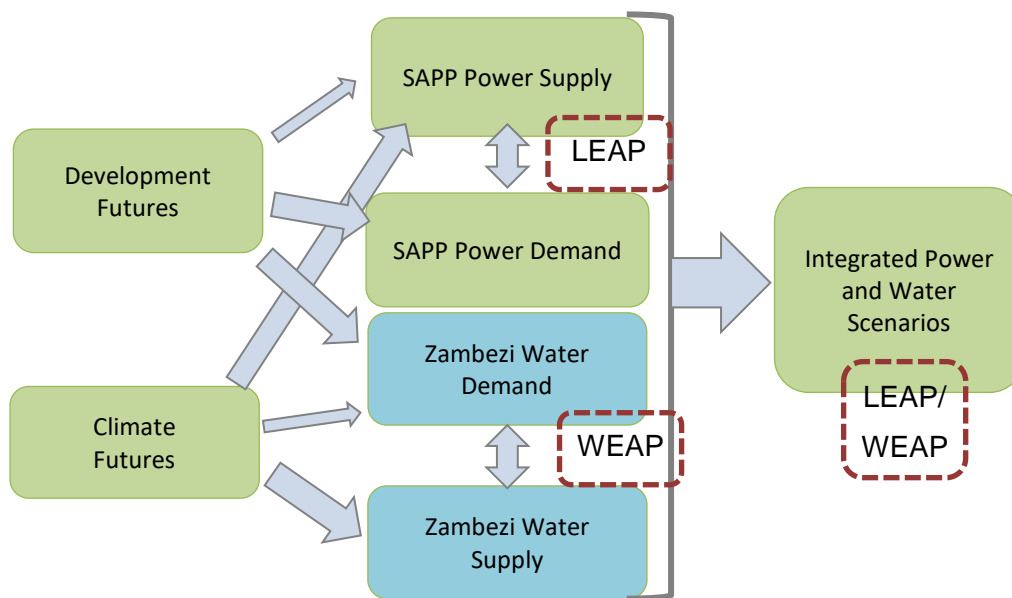 SAPP Power Supply
LEAP
Development
Futures
SAPP Power Demand
Integrated Power
and Water
Scenarios
Zambezi Water
Demand
LEAP/
WEAP
Climate
Futures
WEAP
Zambezi Water
Supply